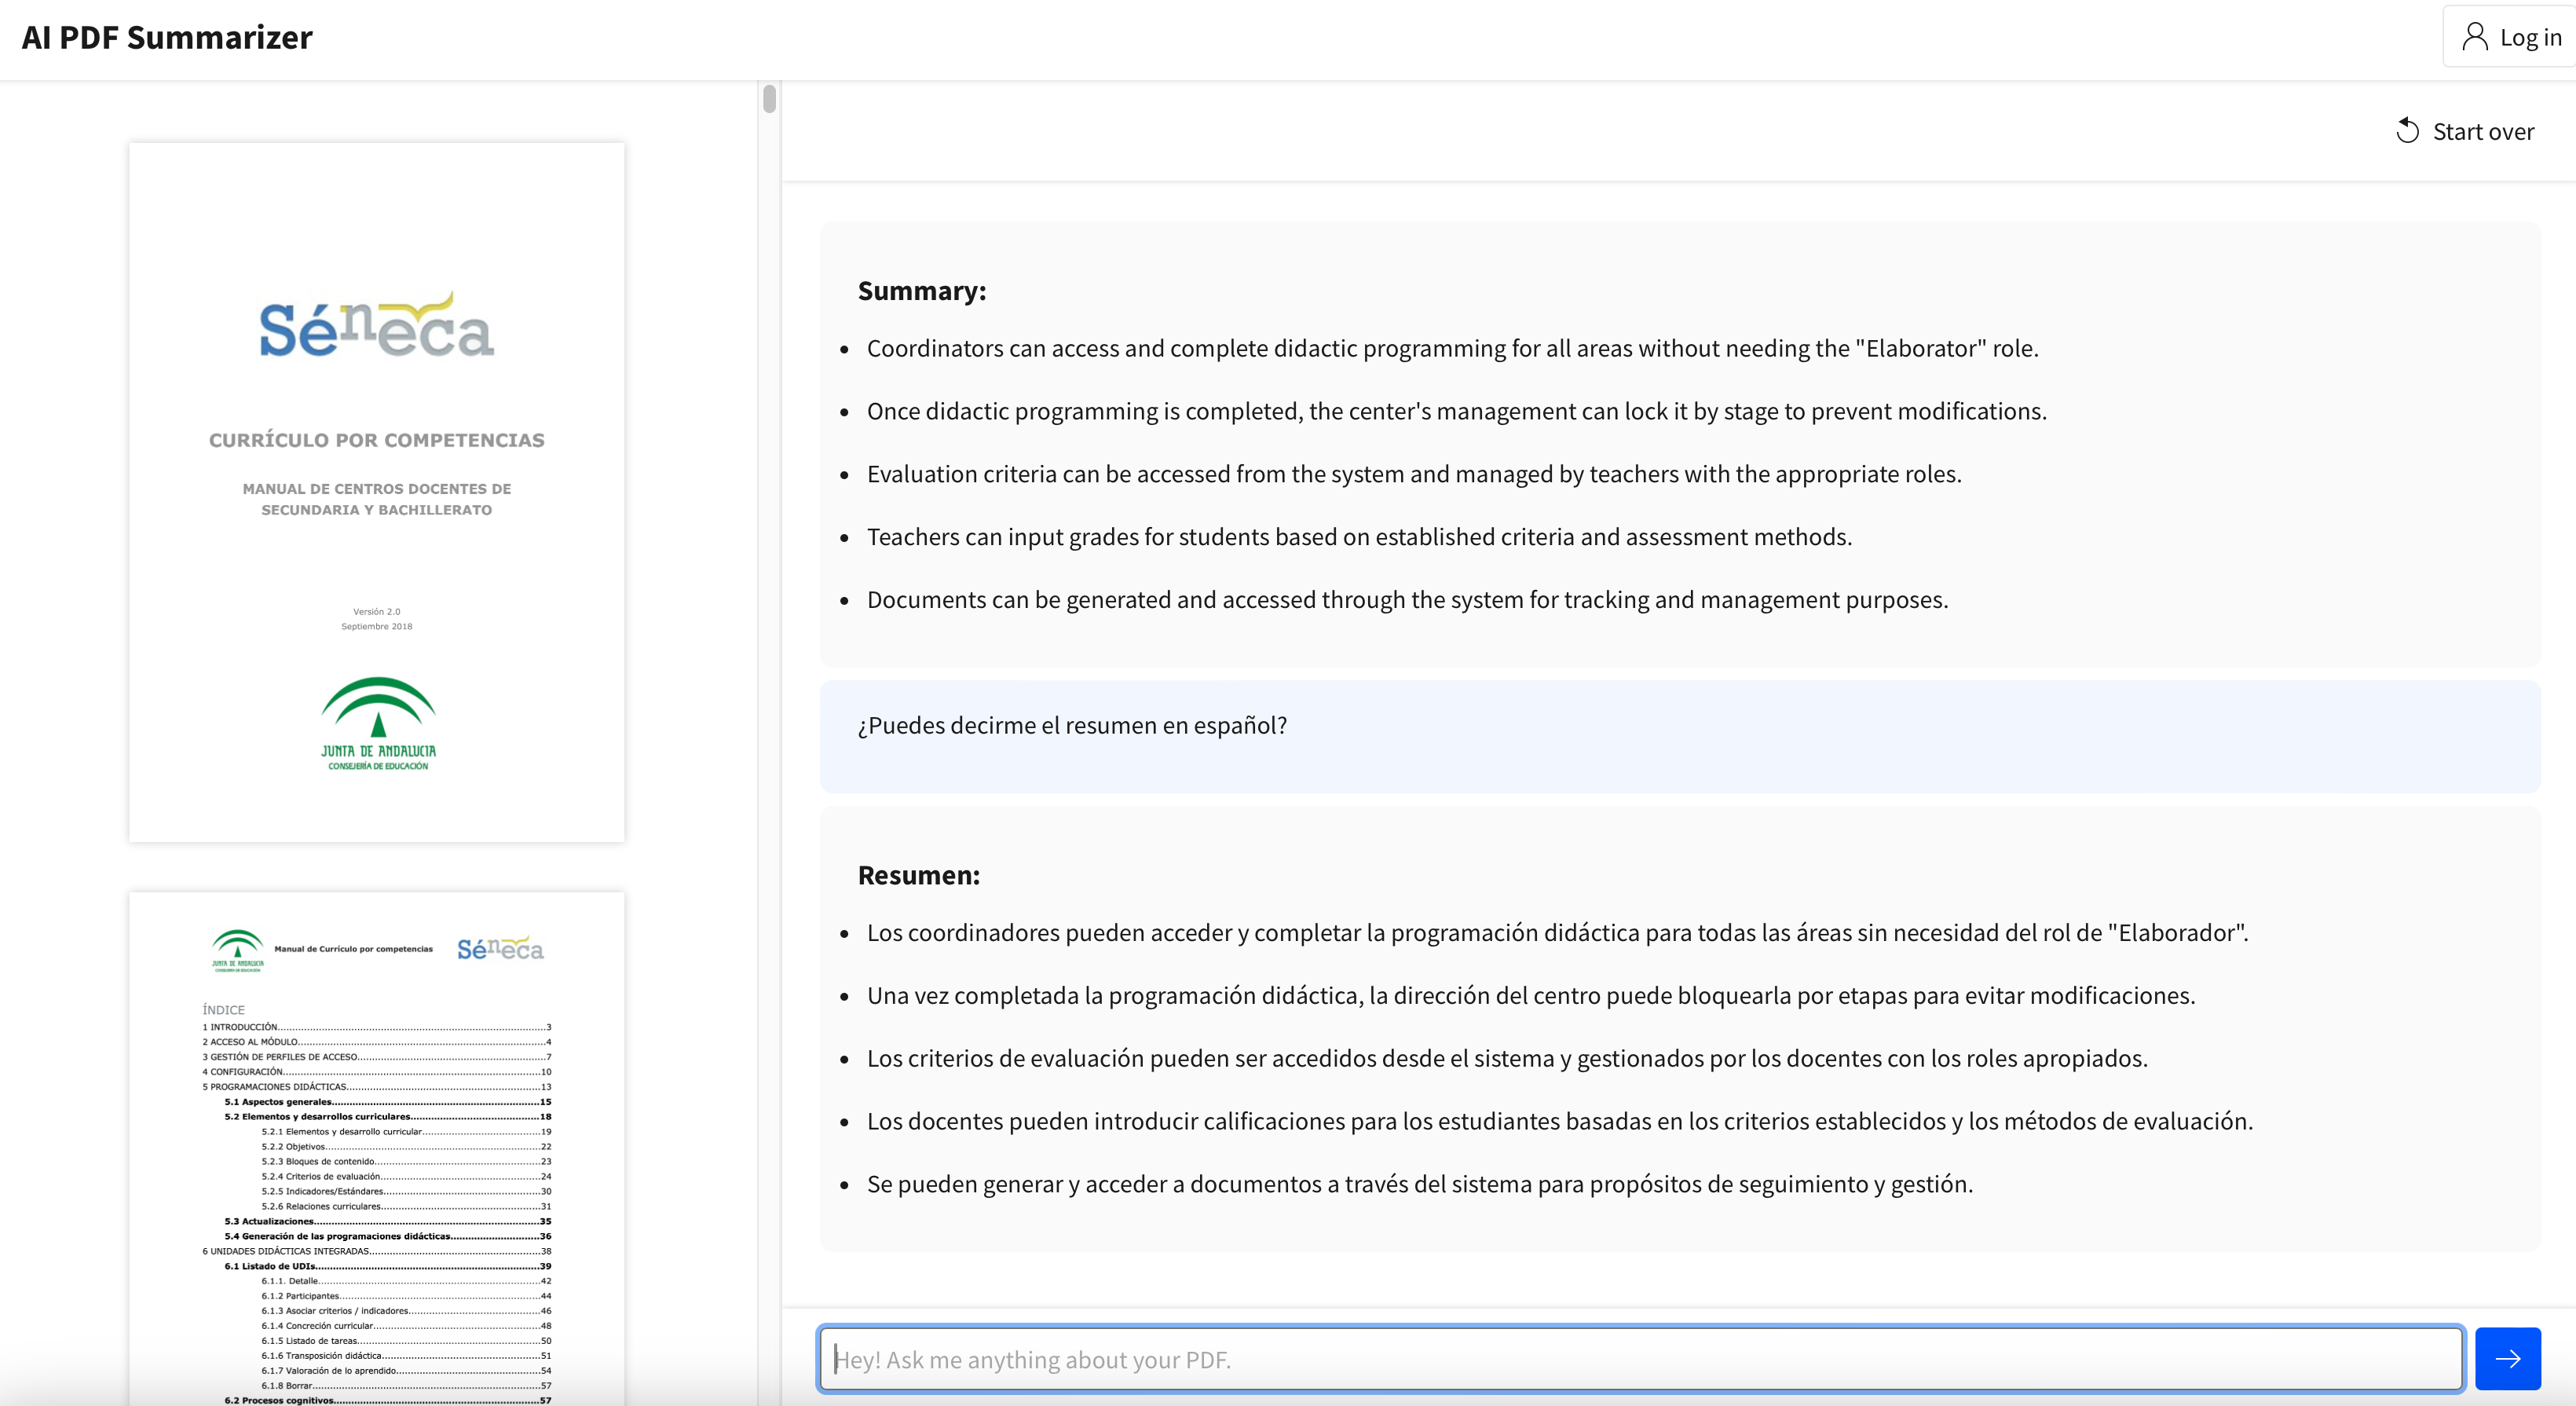 AI PDF Summarizer
Log in
Séneca
CURRÍCULO POR COMPETENCIAS
MANUAL DE CENTROS DOCENTES DE
SECUNDARIA Y BACHILLERATO
Versión 2.0
Septiembre 2018
JUNTA DE ANDALUCIA
CONSEJERÍA DE EDUCACIÓN
JUNTA DE ANDALUCIA
CONSEJERÍA DE EDUCACIÓN
Manual de Currículo por competencias
Séneca
ÍNDICE
1 INTRODUCCIÓN...3
2 ACCESO AL MÓDULO...4
3 GESTIÓN DE PERFILES DE ACCESO...7
4 CONFIGURACIÓN...10
5 PROGRAMACIONES DIDÁCTICAS...13
5.1 Aspectos generales...15
5.2 Elementos y desarrollos curriculares...18
5.2.1 Elementos y desarrollo curricular...19
5.2.2 Objetivos...22
5.2.3 Bloques de contenido...23
5.2.4 Criterios de evaluación...24
5.2.5 Indicadores/Estándares...30
5.2.6 Relaciones curriculares...31
5.3 Actualizaciones...35
5.4 Generación de las programaciones didácticas...36
6 UNIDADES DIDÁCTICAS INTEGRADAS...38
6.1 Listado de UDIs...39
6.1.1. Detalle...42
6.1.2 Participantes...44
6.1.3 Asociar criterios / indicadores...46
6.1.4 Concreción curricular...48
6.1.5 Listado de tareas...50
6.1.6 Transposición didáctica...51
6.1.7 Valoración de lo aprendido...54
6.1.8 Borrar...57
6.2 Procesos cognitivos...57
Start over
Summary:
• Coordinators can access and complete didactic programming for all areas without needing the "Elaborator" role.
• Once didactic programming is completed, the center's management can lock it by stage to prevent modifications.
• Evaluation criteria can be accessed from the system and managed by teachers with the appropriate roles.
• Teachers can input grades for students based on established criteria and assessment methods.
• Documents can be generated and accessed through the system for tracking and management purposes.
¿Puedes decirme el resumen en español?
Resumen:
• Los coordinadores pueden acceder y completar la programación didáctica para todas las áreas sin necesidad del rol de "Elaborador".
• Una vez completada la programación didáctica, la dirección del centro puede bloquearla por etapas para evitar modificaciones.
• Los criterios de evaluación pueden ser accedidos desde el sistema y gestionados por los docentes con los roles apropiados.
• Los docentes pueden introducir calificaciones para los estudiantes basadas en los criterios establecidos y los métodos de evaluación.
• Se pueden generar y acceder a documentos a través del sistema para propósitos de seguimiento y gestión.
Hey! Ask me anything about your PDF.